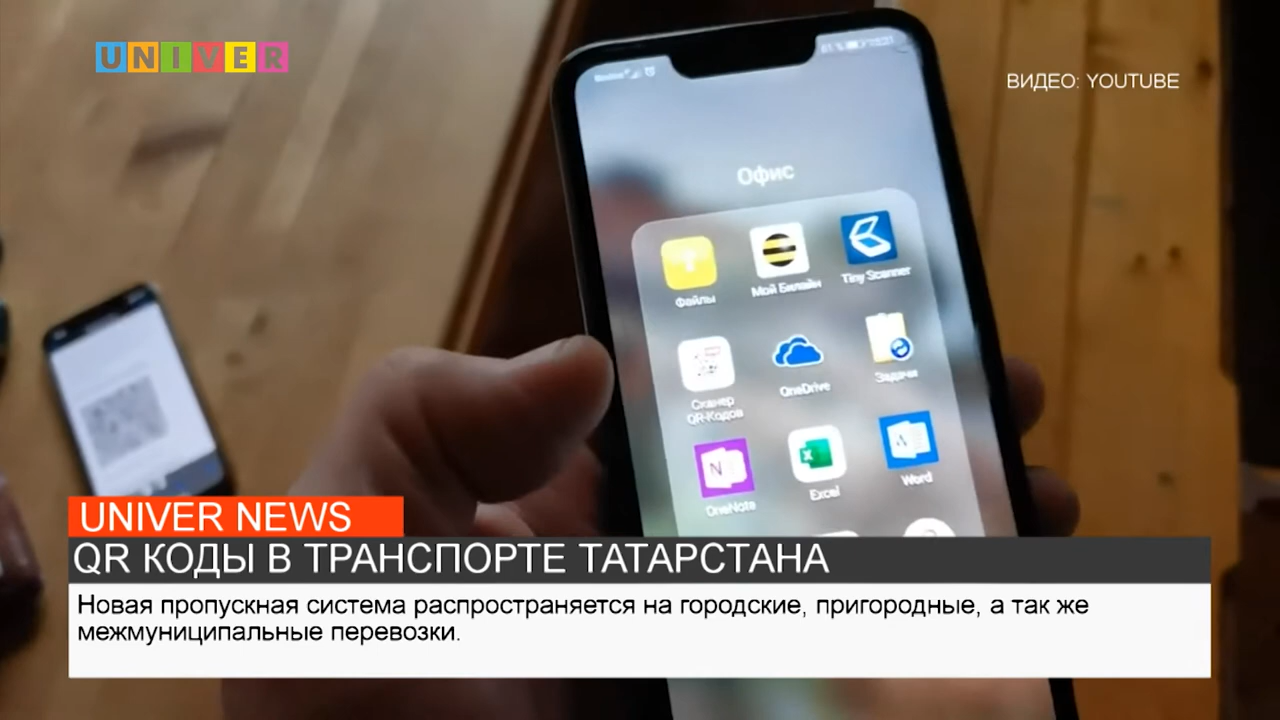 UNIVER
ВИДЕО: YOUTUBE
Офис
Файлы
Мой Билайн
Tiny Scanner
Сканер
QR-Кодов
OneDrive
Задачи
OneNote
Excel
Word
UNIVER NEWS
QR КОДЫ В ТРАНСПОРТЕ ТАТАРСТАНА
Новая пропускная система распространяется на городские, пригородные, а так же
межмуниципальные перевозки.